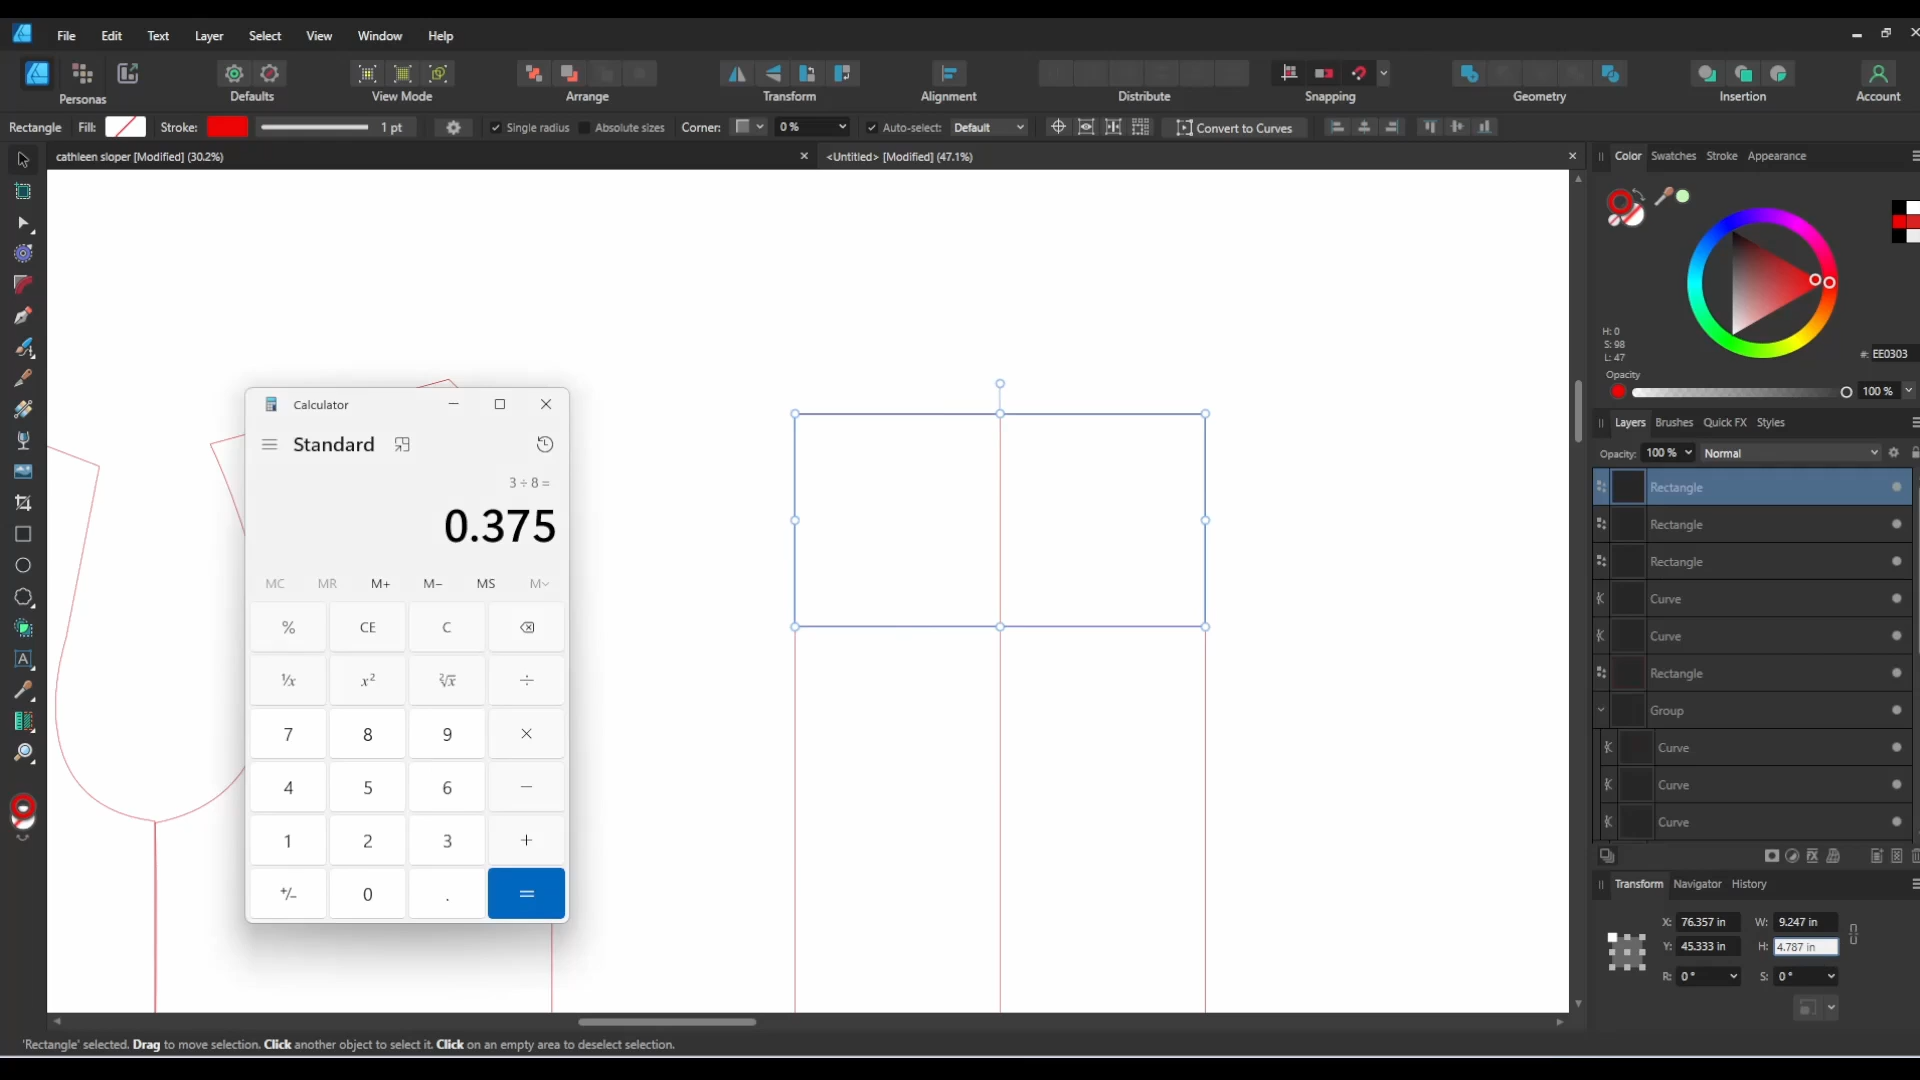 File Edit Text Layer Select View Window Help
Personas Defaults View Mode Arrange Transform Alignment Distribute Snapping Geometry Insertion Account
Rectangle Fill: Stroke: 1 pt Single radius Absolute sizes Corner: 0 % Auto-select: Default Convert to Curves
cathleen sloper [Modified] (30.2%)
<Untitled> [Modified] (47.1%)
Color Swatches Stroke Appearance
H: 0
S: 98
L: 47
#: EE0303
Opacity
100 %
Layers Brushes Quick FX Styles
Opacity: 100 % Normal
Rectangle
Rectangle
Rectangle
Curve
Curve
Rectangle
Group
Curve
Curve
Curve
Transform Navigator History
X: 76.357 in W: 9.247 in
Y: 45.333 in H: 4.787 in
R: 0 ° S: 0 °
Calculator
Standard
3 ÷ 8 =
0.375
MC MR M+ M− MS M˅
% CE C
¹/x x² ²√x ÷
7 8 9 ×
4 5 6 −
1 2 3 +
+/− 0 . =
'Rectangle' selected. Drag to move selection. Click another object to select it. Click on an empty area to deselect selection.